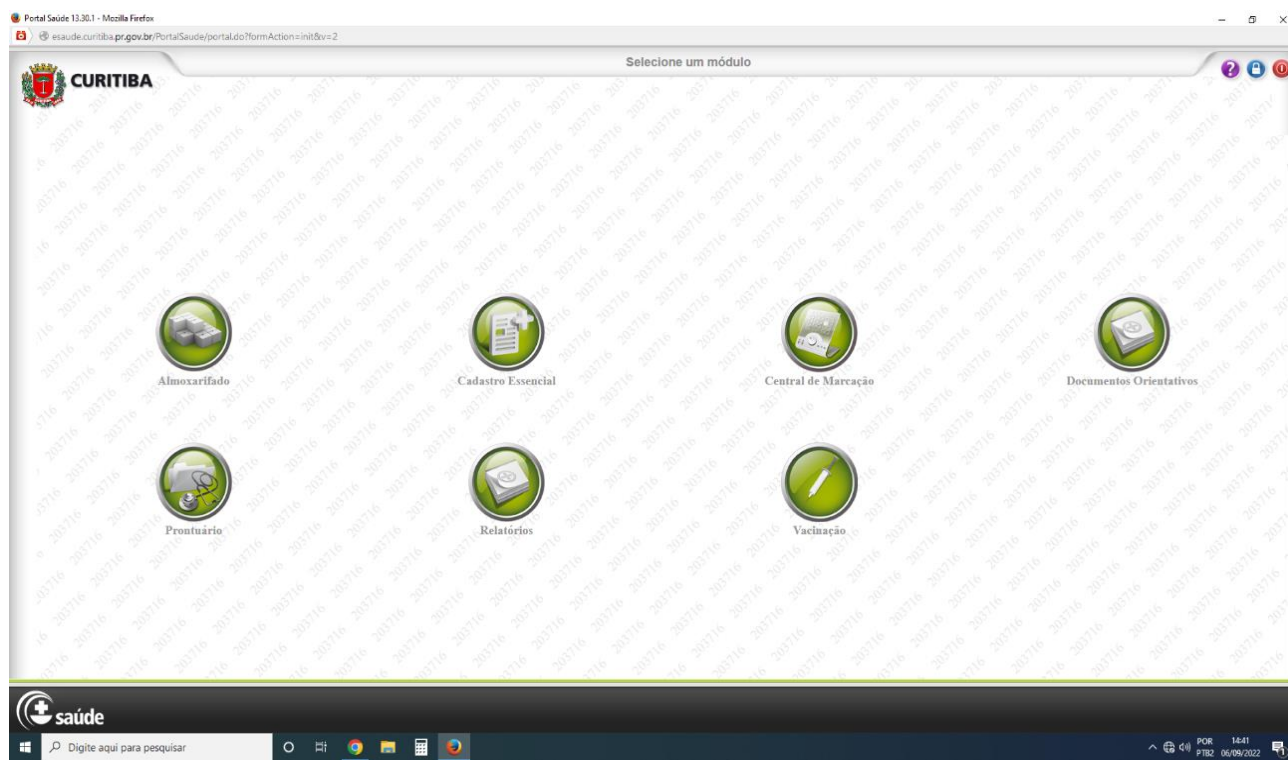 Portal Saúde 13.30.1 - Mozilla Firefox
esaude.curitiba.pr.gov.br/PortalSaude/portal.do?formAction=init&v=2
Selecione um módulo
CURITIBA
Almoxarifado
Cadastro Essencial
Central de Marcação
Documentos Orientativos
Prontuário
Relatórios
Vacinação
203716
saúde
Digite aqui para pesquisar
POR
14:41
PTB2
06/09/2022